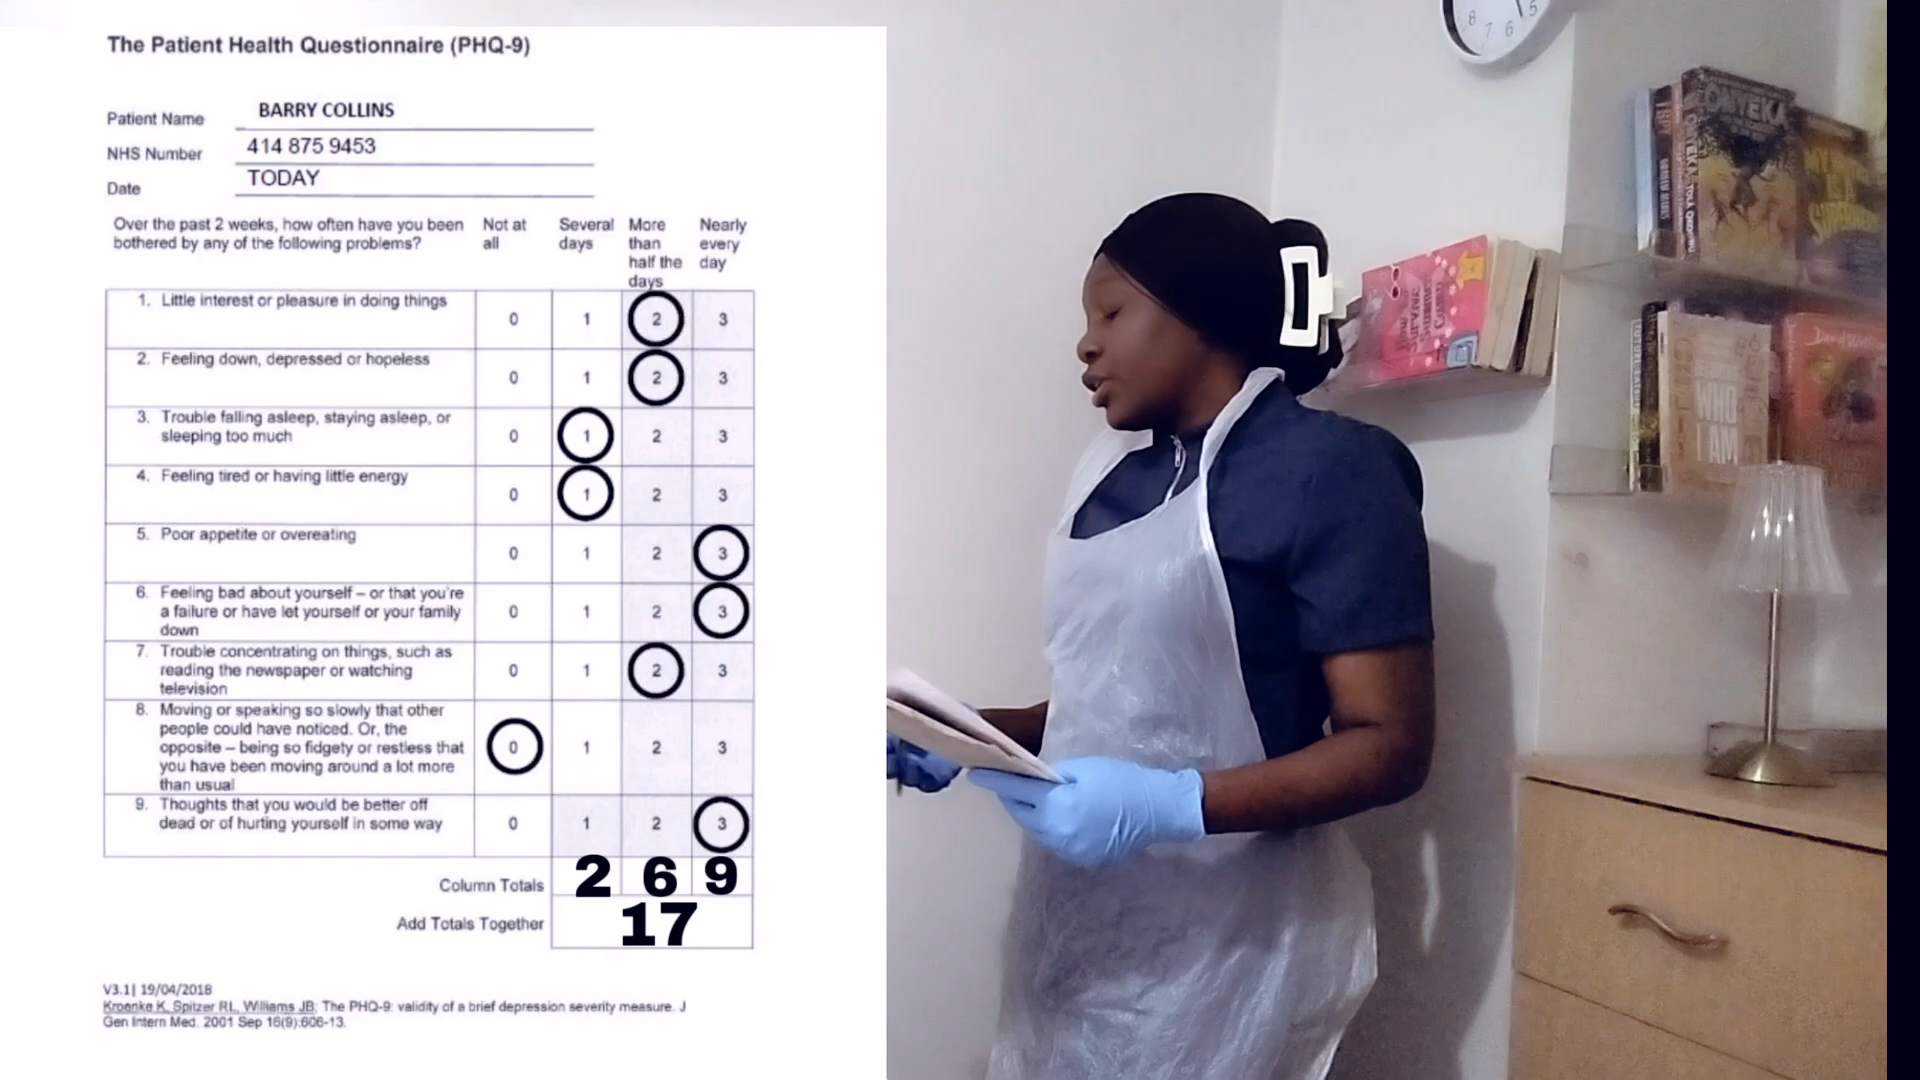 The Patient Health Questionnaire (PHQ-9)
Patient Name BARRY COLLINS
NHS Number 414 875 9453
Date TODAY
Over the past 2 weeks, how often have you been bothered by any of the following problems?
Not at all
Several days
More than half the days
Nearly every day
1. Little interest or pleasure in doing things 0 1 2 3
2. Feeling down, depressed or hopeless 0 1 2 3
3. Trouble falling asleep, staying asleep, or sleeping too much 0 1 2 3
4. Feeling tired or having little energy 0 1 2 3
5. Poor appetite or overeating 0 1 2 3
6. Feeling bad about yourself – or that you're a failure or have let yourself or your family down 0 1 2 3
7. Trouble concentrating on things, such as reading the newspaper or watching television 0 1 2 3
8. Moving or speaking so slowly that other people could have noticed. Or, the opposite – being so fidgety or restless that you have been moving around a lot more than usual 0 1 2 3
9. Thoughts that you would be better off dead or of hurting yourself in some way 0 1 2 3
Column Totals 2 6 9
Add Totals Together 17
V3.1| 19/04/2018
Kroenke K, Spitzer RL, Williams JB; The PHQ-9: validity of a brief depression severity measure. J
Gen Intern Med. 2001 Sep 16(9):606-13.
8 7 6 5
ONYEKA
WHO
I AM